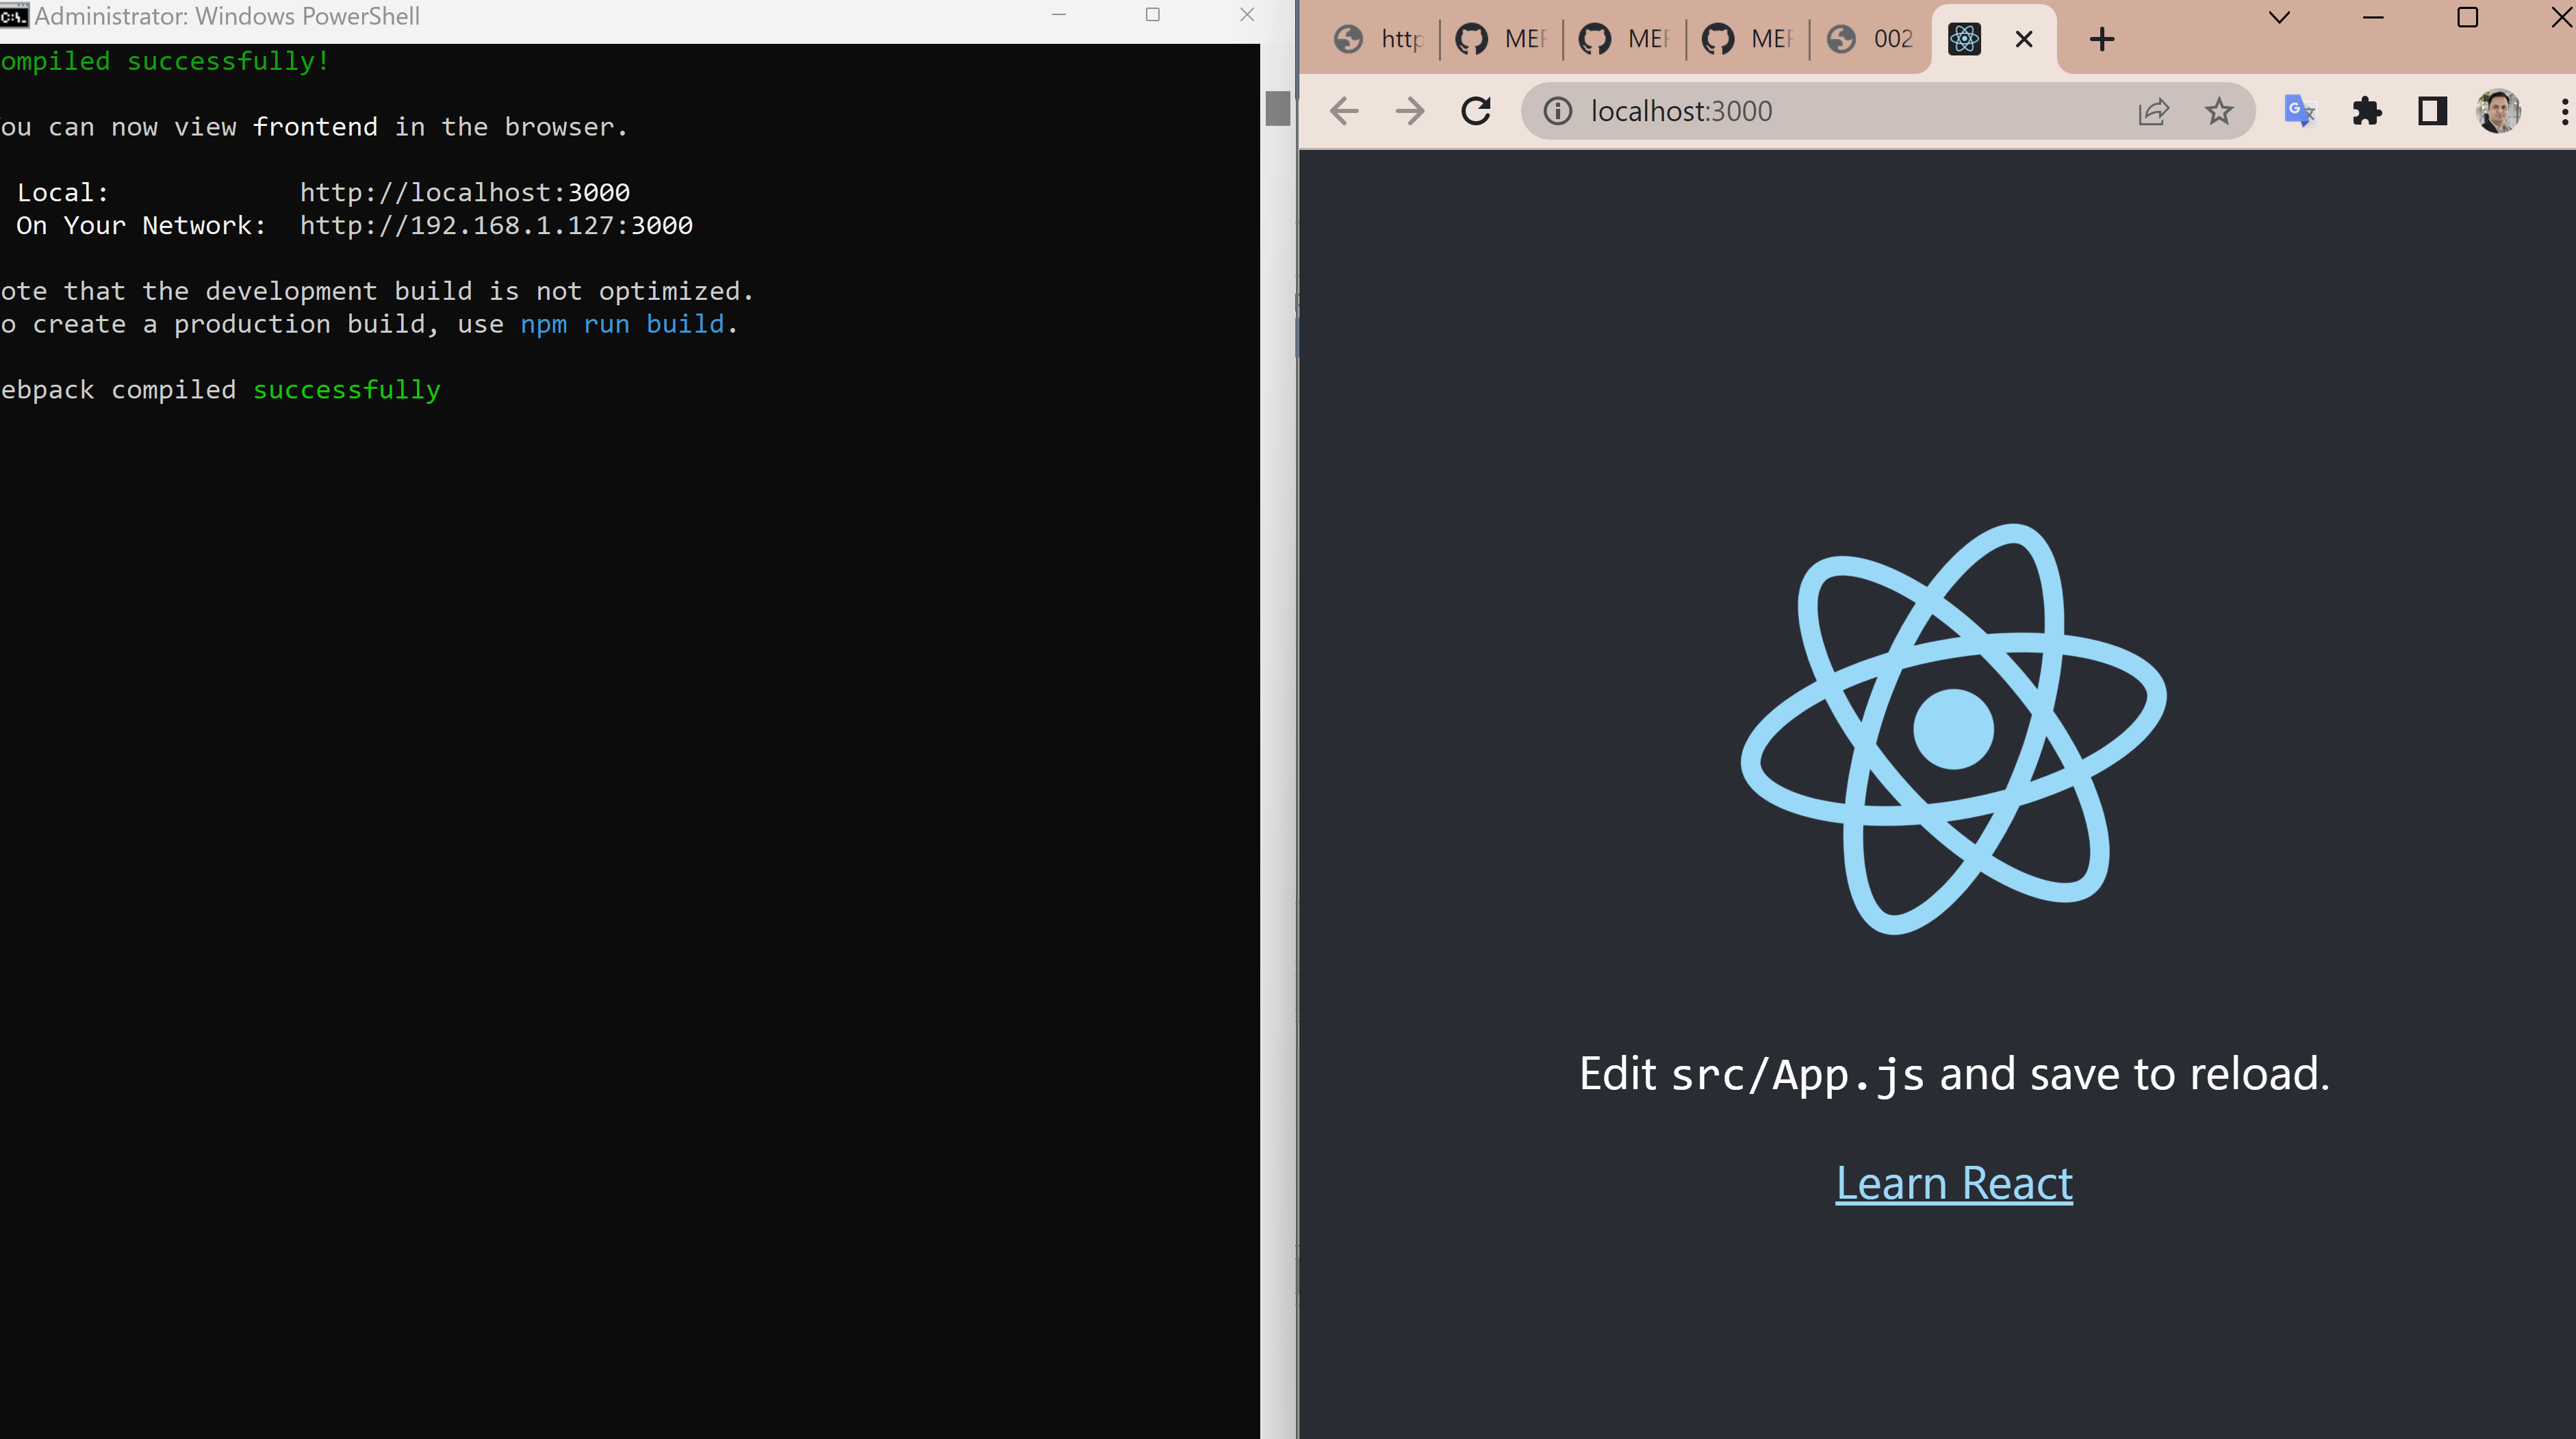 Administrator: Windows PowerShell
ompiled successfully!
ou can now view frontend in the browser.
Local: http://localhost:3000
On Your Network: http://192.168.1.127:3000
ote that the development build is not optimized.
o create a production build, use npm run build.
ebpack compiled successfully
http
002
localhost:3000
Edit src/App.js and save to reload.
Learn React